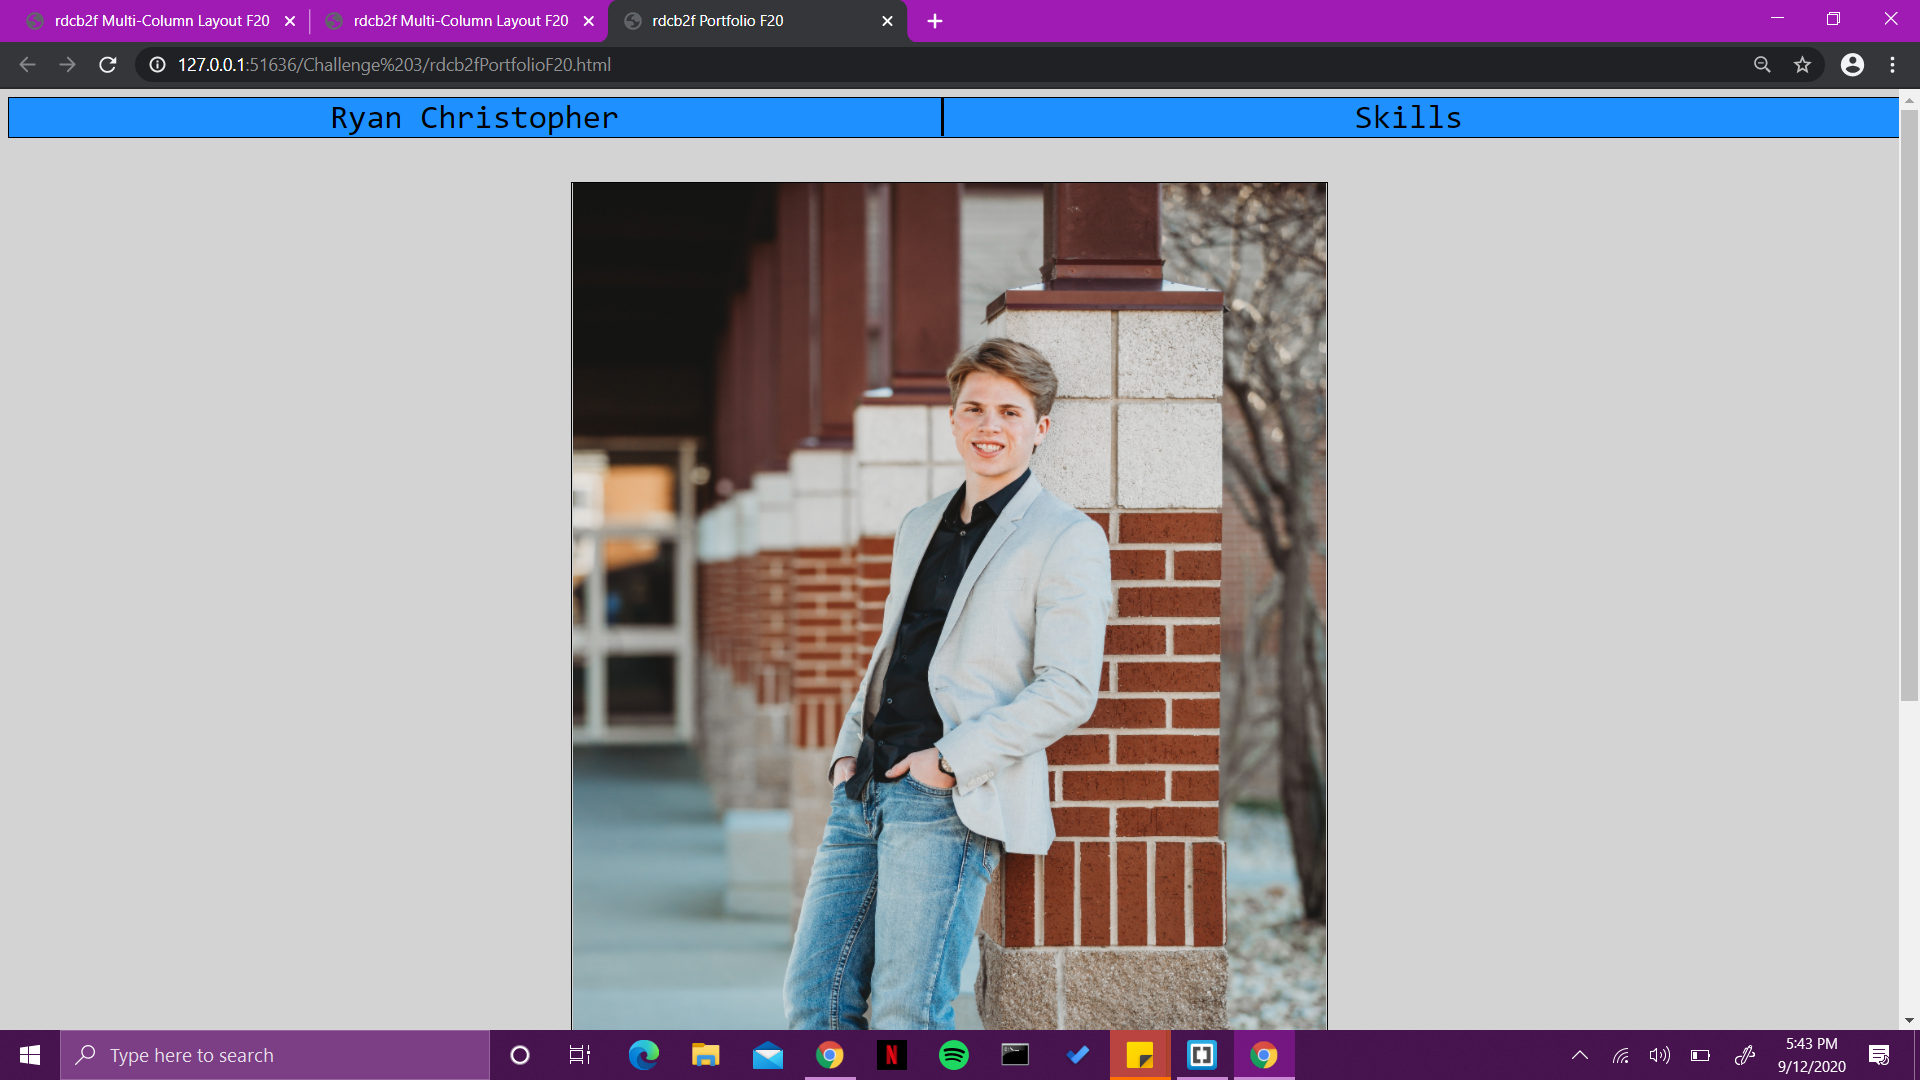 rdcb2f Multi-Column Layout F20
rdcb2f Multi-Column Layout F20
rdcb2f Portfolio F20
127.0.0.1:51636/Challenge%203/rdcb2fPortfolioF20.html
Ryan Christopher
Skills
Type here to search
N
5:43 PM
9/12/2020